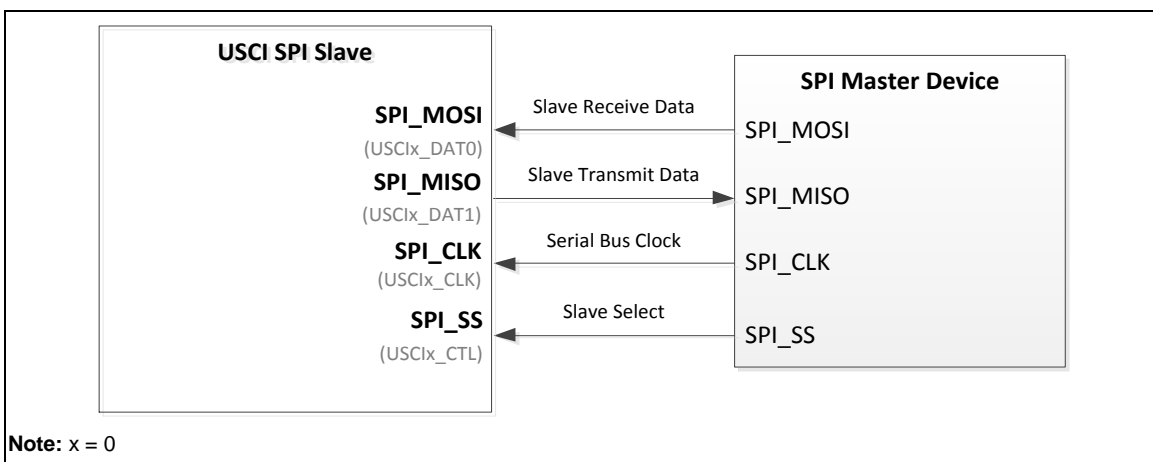 USCI SPI Slave
SPI Master Device
SPI_MOSI
(USCIx_DAT0)
Slave Receive Data
SPI_MOSI
SPI_MISO
(USCIx_DAT1)
Slave Transmit Data
SPI_MISO
SPI_CLK
(USCIx_CLK)
Serial Bus Clock
SPI_CLK
SPI_SS
(USCIx_CTL)
Slave Select
SPI_SS
Note: x = 0